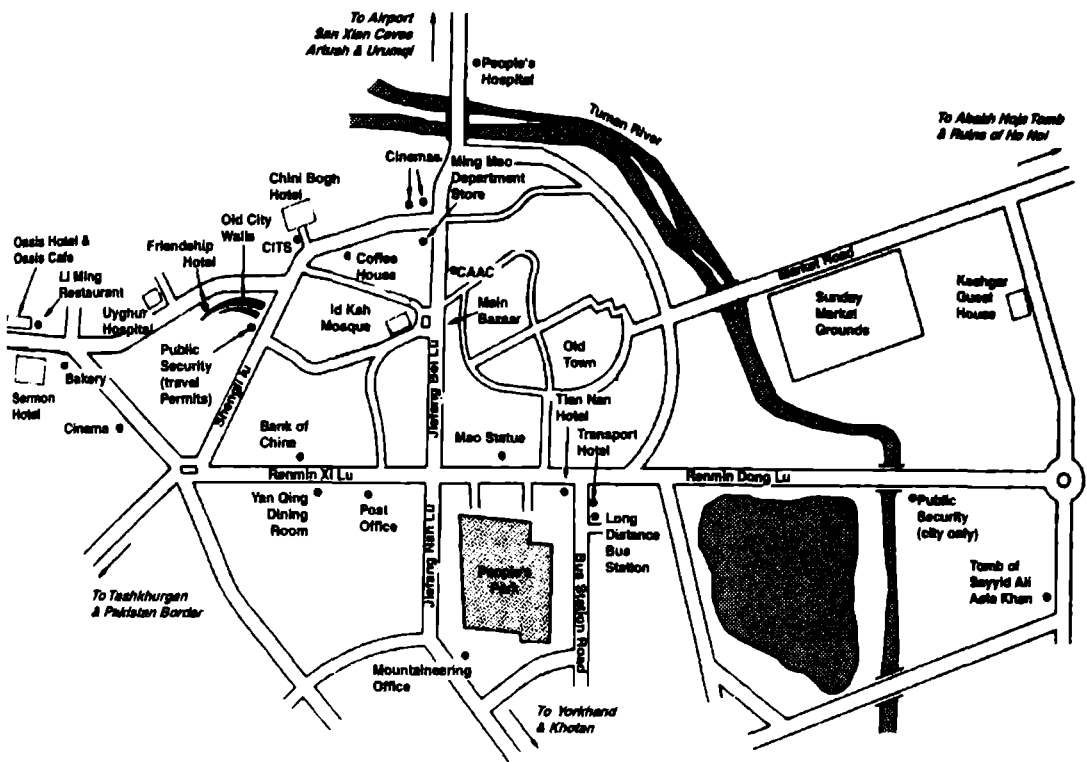 To Airport
San Xian Caves
Artush & Urumqi
People's
Hospital
Tuman River
To Abakh Hoja Tomb
& Ruins of Ha Noi
Cinemas
Ming Mao
Department
Store
Chini Bagh
Hotel
Old City
Walls
CITS
Friendship
Hotel
Oasis Hotel &
Oasis Cafe
Li Ming
Restaurant
Uyghur
Hospital
Coffee
House
CAAC
Market Road
Id Kah
Mosque
Main
Bazaar
Sunday
Market
Grounds
Kashgar
Guest
House
Public
Security
(travel
Permits)
Old
Town
Bakery
Seman
Hotel
Shengli lu
Jiefang Bei Lu
Tian Nan
Hotel
Cinema
Bank of
China
Mao Statue
Transport
Hotel
Renmin Xi Lu
Renmin Dong Lu
Yan Qing
Dining
Room
Post
Office
Jiefang Nan Lu
People's
Park
Bus Station Road
Long
Distance
Bus
Station
Public
Security
(city only)
Tomb of
Sayyid Ali
Asla Khan
To Tashkhurgan
& Pakistan Border
Mountaineering
Office
To Yorkhand
& Khotan